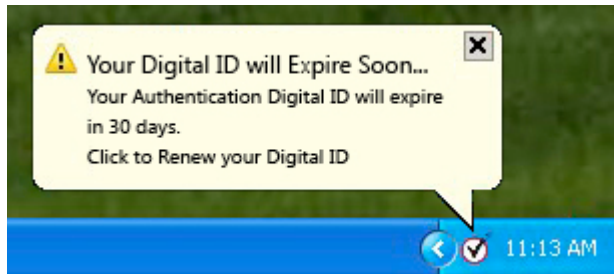 Your Digital ID will Expire Soon...
Your Authentication Digital ID will expire
in 30 days.
Click to Renew your Digital ID
11:13 AM